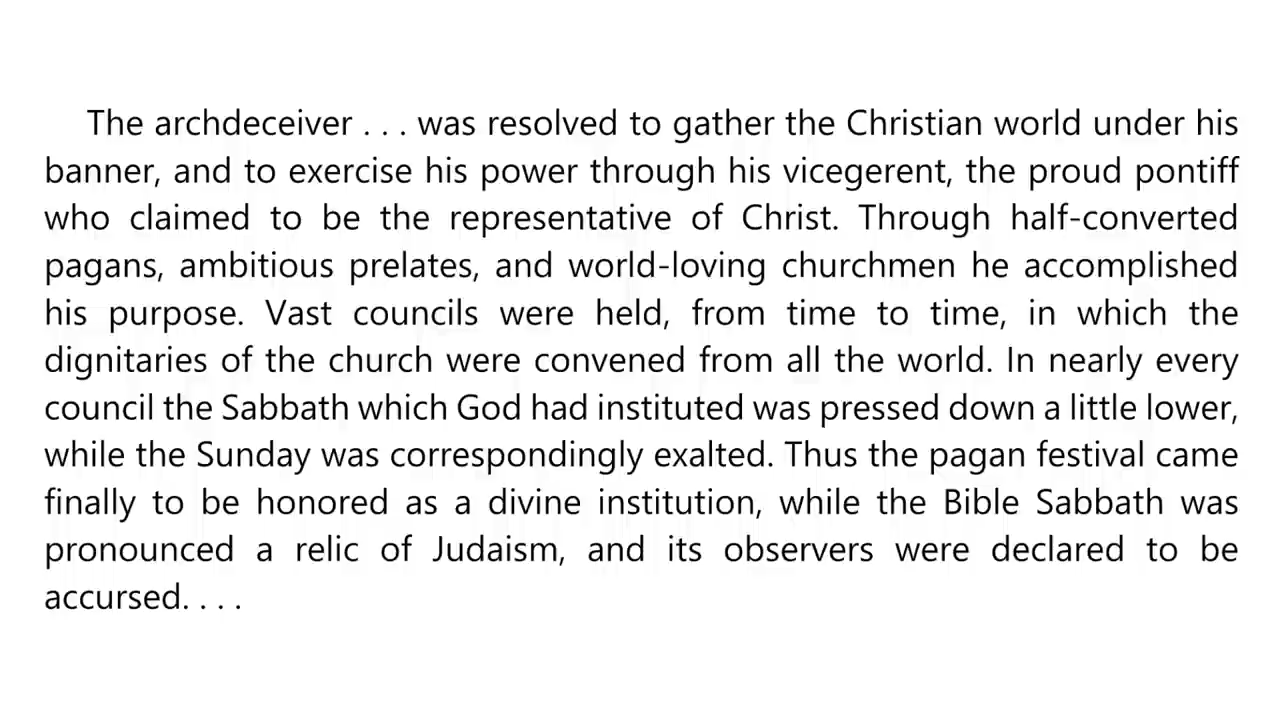 The archdeceiver . . . was resolved to gather the Christian world under his
banner, and to exercise his power through his vicegerent, the proud pontiff
who claimed to be the representative of Christ. Through half-converted
pagans, ambitious prelates, and world-loving churchmen he accomplished
his purpose. Vast councils were held, from time to time, in which the
dignitaries of the church were convened from all the world. In nearly every
council the Sabbath which God had instituted was pressed down a little lower,
while the Sunday was correspondingly exalted. Thus the pagan festival came
finally to be honored as a divine institution, while the Bible Sabbath was
pronounced a relic of Judaism, and its observers were declared to be
accursed. . . .